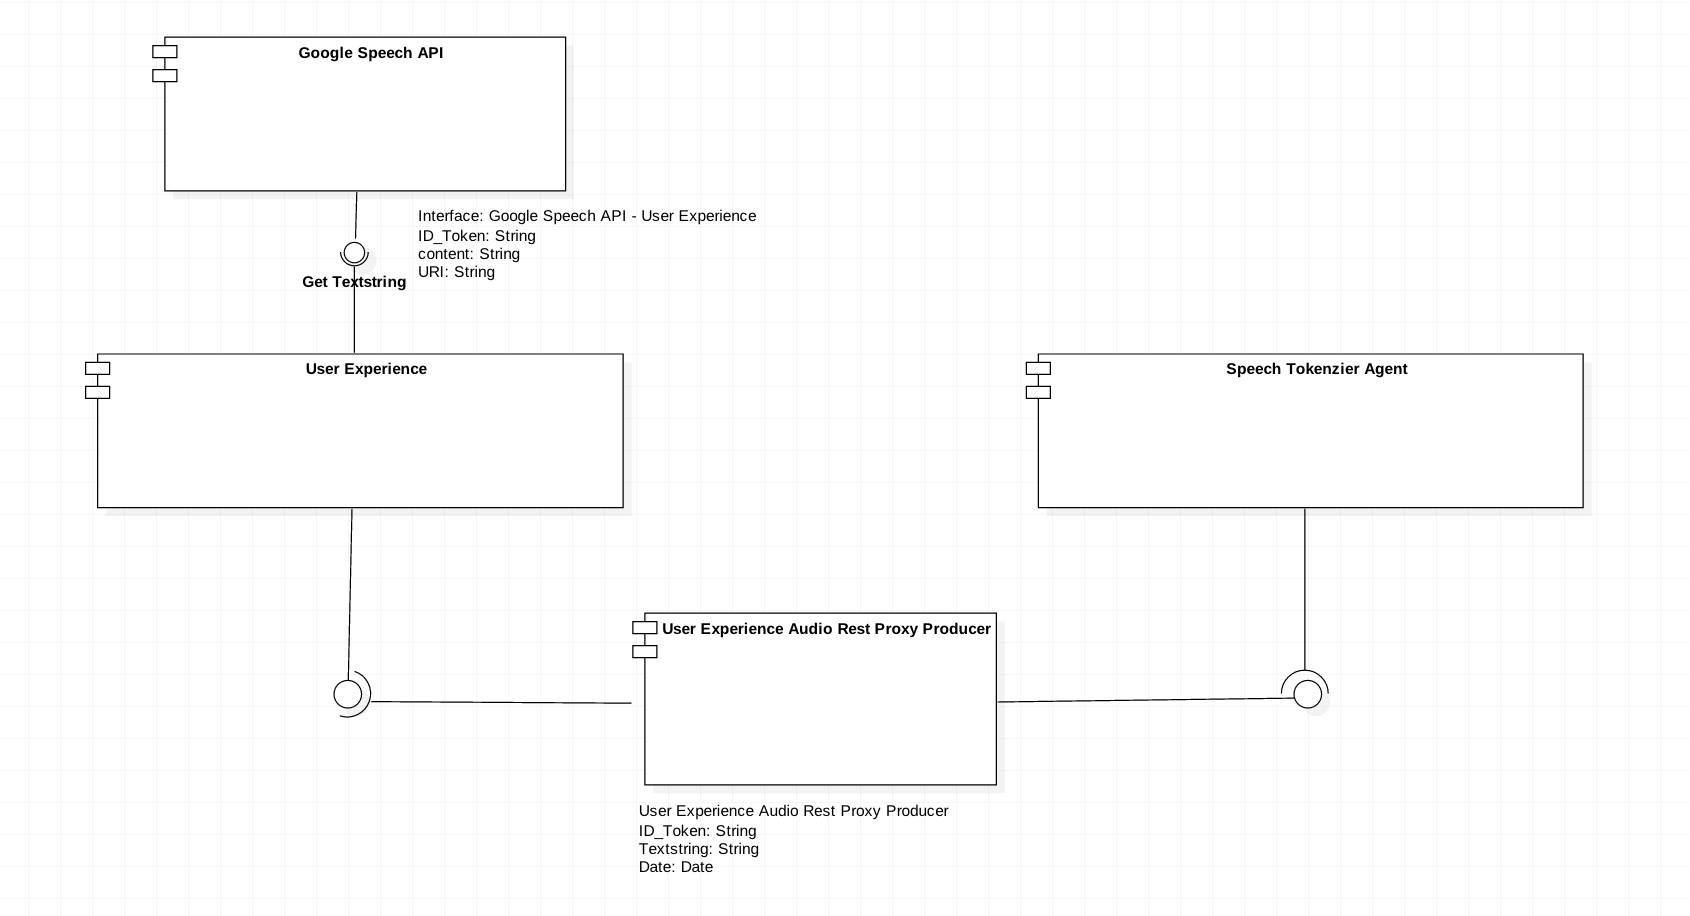 Google Speech API
Interface: Google Speech API - User Experience
ID_Token: String
content: String
URI: String
Get Textstring
User Experience
Speech Tokenzier Agent
User Experience Audio Rest Proxy Producer
User Experience Audio Rest Proxy Producer
ID_Token: String
Textstring: String
Date: Date